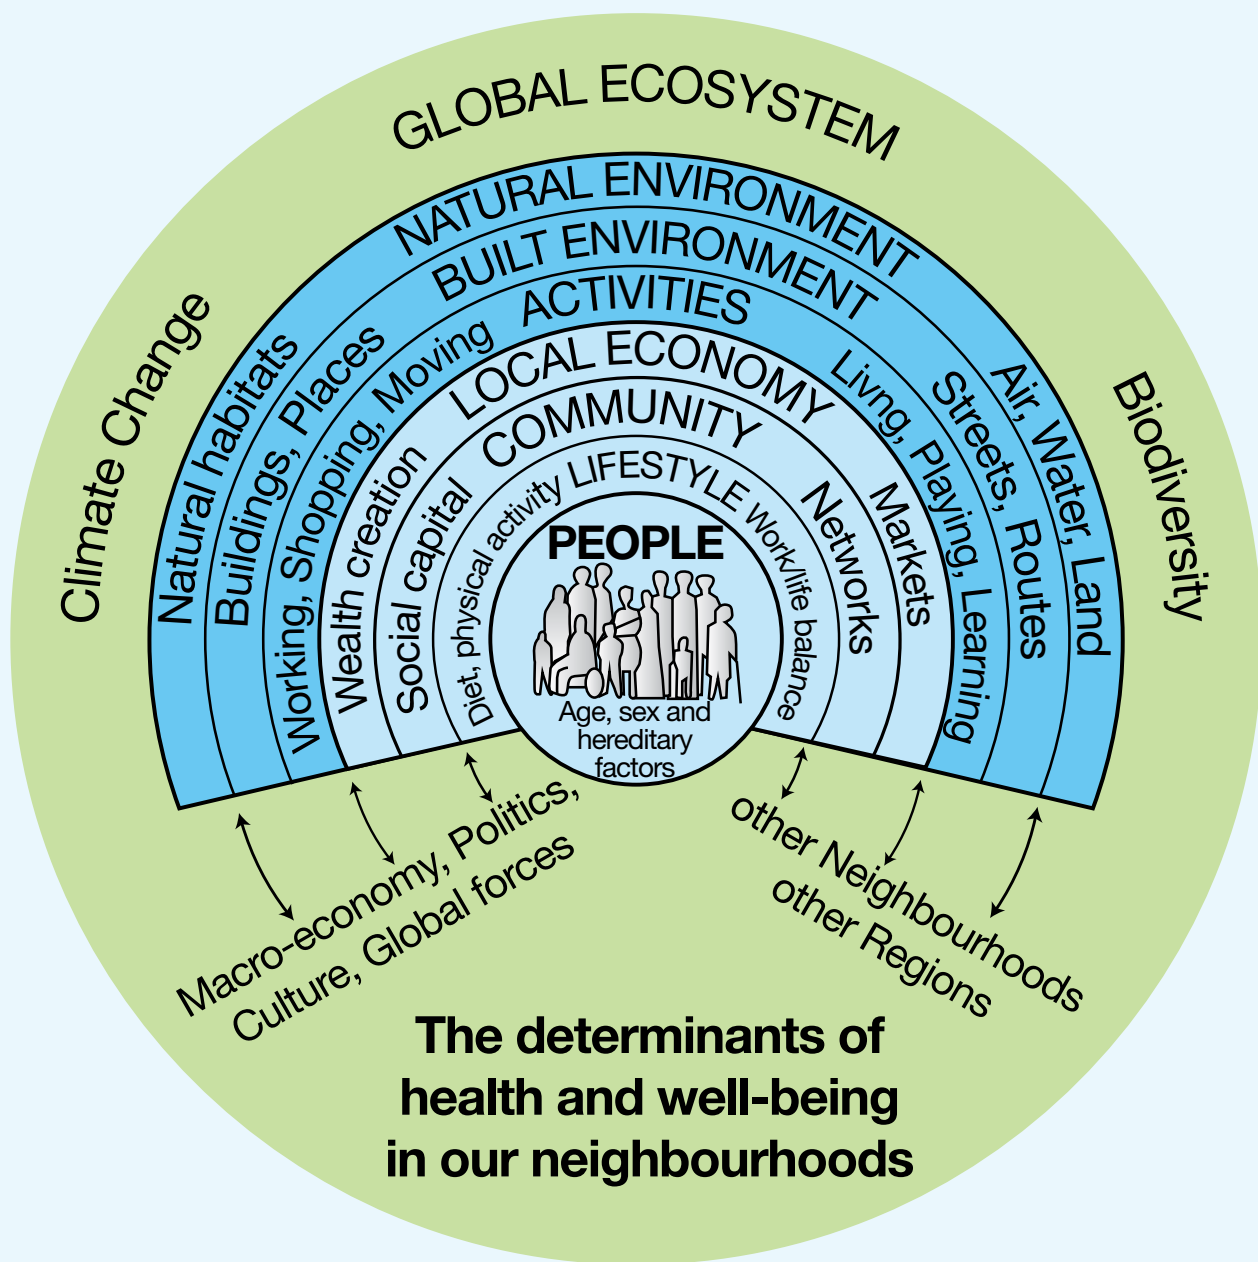 GLOBAL ECOSYSTEM
Climate Change
Biodiversity
NATURAL ENVIRONMENT
Natural habitats
Air, Water, Land
BUILT ENVIRONMENT
Buildings, Places
Streets, Routes
ACTIVITIES
Working, Shopping, Moving
Livng, Playing, Learning
LOCAL ECONOMY
Wealth creation
Markets
COMMUNITY
Social capital
Networks
LIFESTYLE
Diet, physical activity
Work/life balance
PEOPLE
Age, sex and
hereditary
factors
Macro-economy, Politics,
Culture, Global forces
other Neighbourhoods
other Regions
The determinants of
health and well-being
in our neighbourhoods